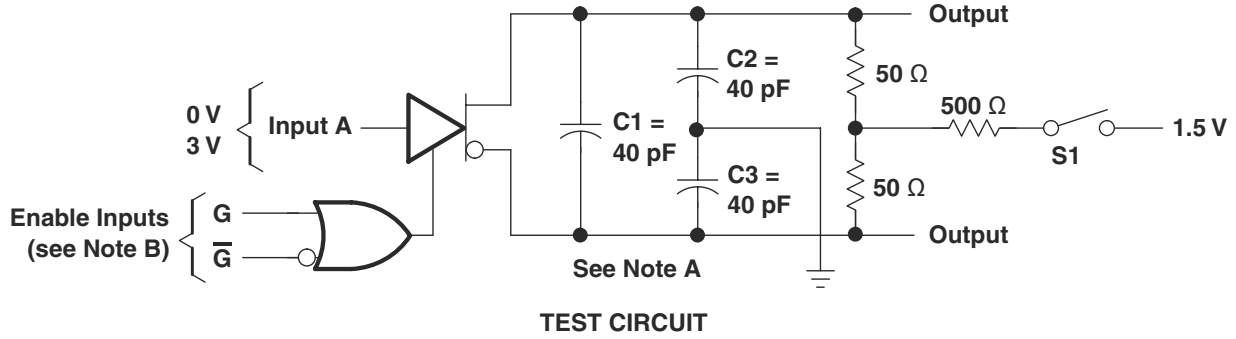 Output
C2 =
40 pF
50 Ω
0 V
3 V
Input A
C1 =
40 pF
500 Ω
1.5 V
S1
C3 =
40 pF
50 Ω
Enable Inputs
(see Note B)
G
G̅
Output
See Note A
TEST CIRCUIT